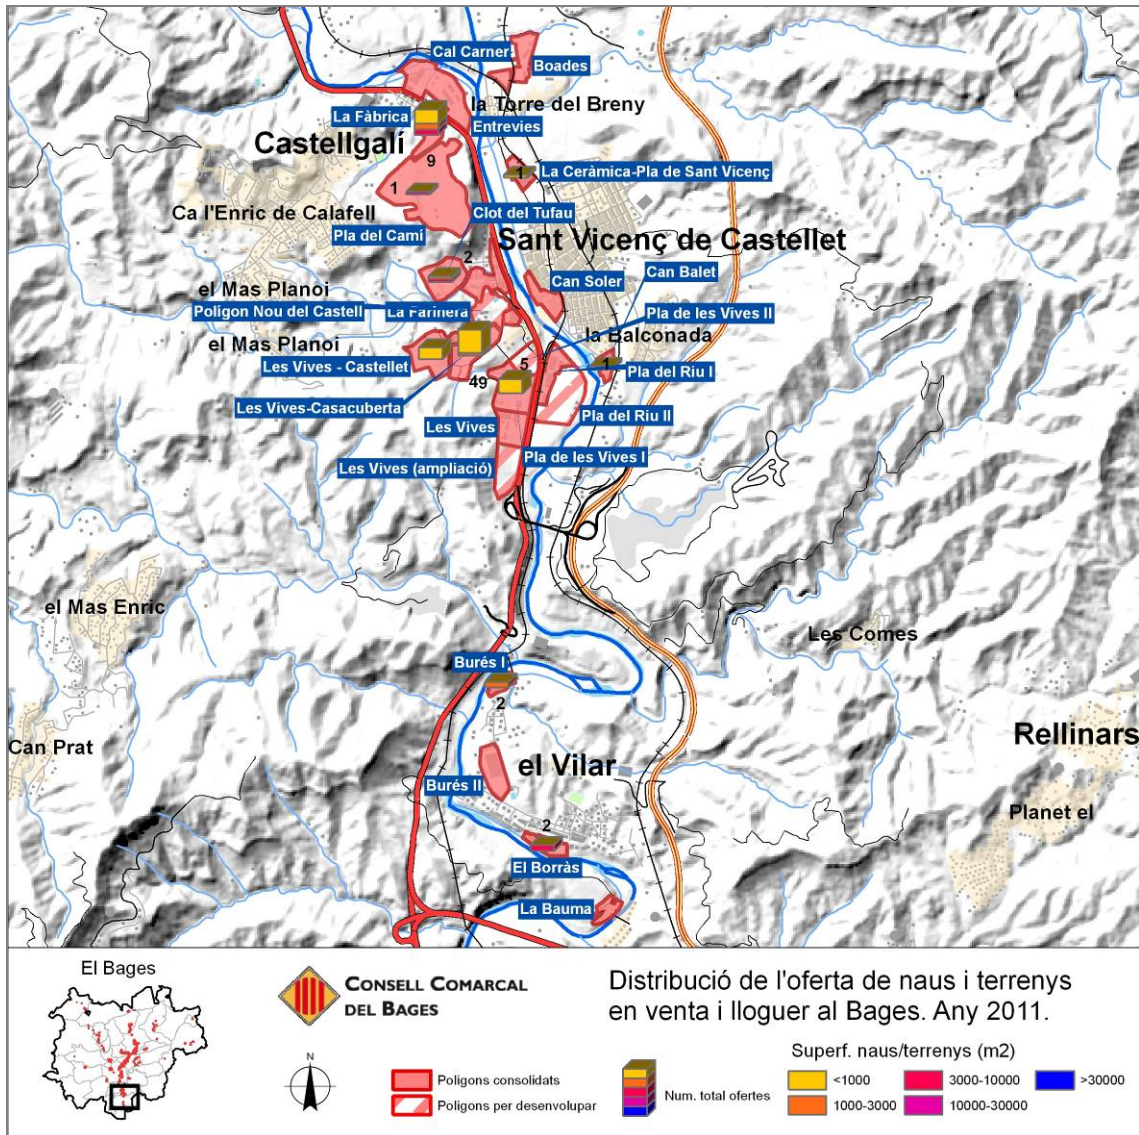 Cal Carner
Boades
la Torre del Breny
La Fàbrica
Entrevies
Castellgalí
9
La Ceràmica-Pla de Sant Vicenç
1
1
Ca l'Enric de Calafell
Clot del Tufau
Pla del Camí
Sant Vicenç de Castellet
2
Can Balet
Can Soler
el Mas Planoi
Polígon Nou del Castell
La Farinera
Pla de les Vives II
la Balconada
el Mas Planoi
Les Vives - Castellet
5
1
Pla del Riu I
49
Les Vives-Casacuberta
Pla del Riu II
Les Vives
Pla de les Vives I
Les Vives (ampliació)
el Mas Enric
Les Comes
Burés I
2
Can Prat
Rellinars
el Vilar
Burés II
Planet el
2
El Borràs
La Bauma
El Bages
CONSELL COMARCAL
DEL BAGES
Distribució de l'oferta de naus i terrenys
en venta i lloguer al Bages. Any 2011.
N
Polígons consolidats
Polígons per desenvolupar
Num. total ofertes
Superf. naus/terrenys (m2)
<1000
3000-10000
>30000
1000-3000
10000-30000